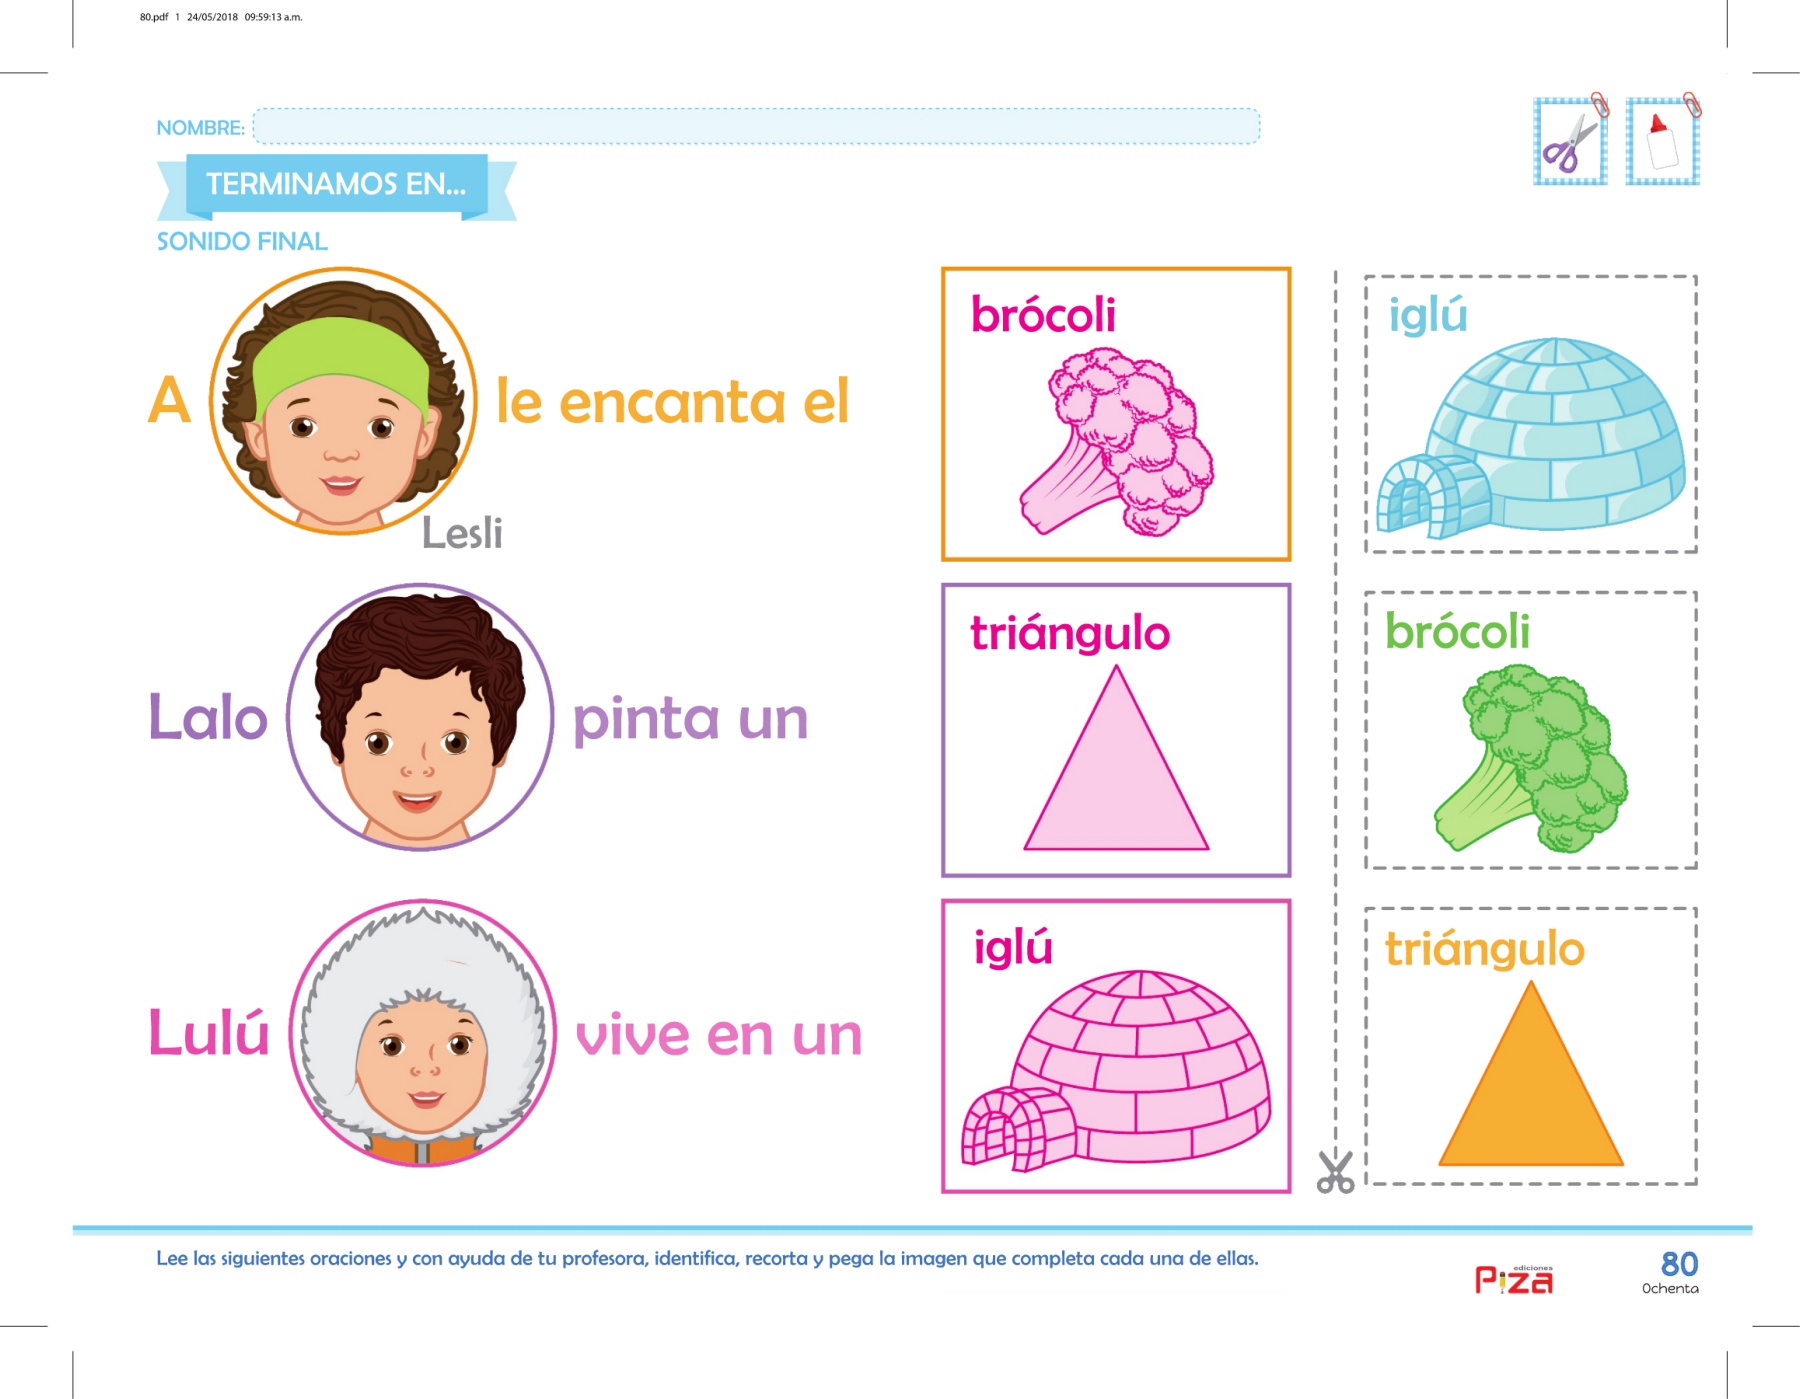 80.pdf 1 24/05/2018 09:59:13 a.m.
NOMBRE:
TERMINAMOS EN...
SONIDO FINAL
A le encanta el
Lesli
brócoli
iglú
Lalo pinta un
triángulo
brócoli
Lulú vive en un
iglú
triángulo
Lee las siguientes oraciones y con ayuda de tu profesora, identifica, recorta y pega la imagen que completa cada una de ellas.
ediciones
Piza
80
Ochenta